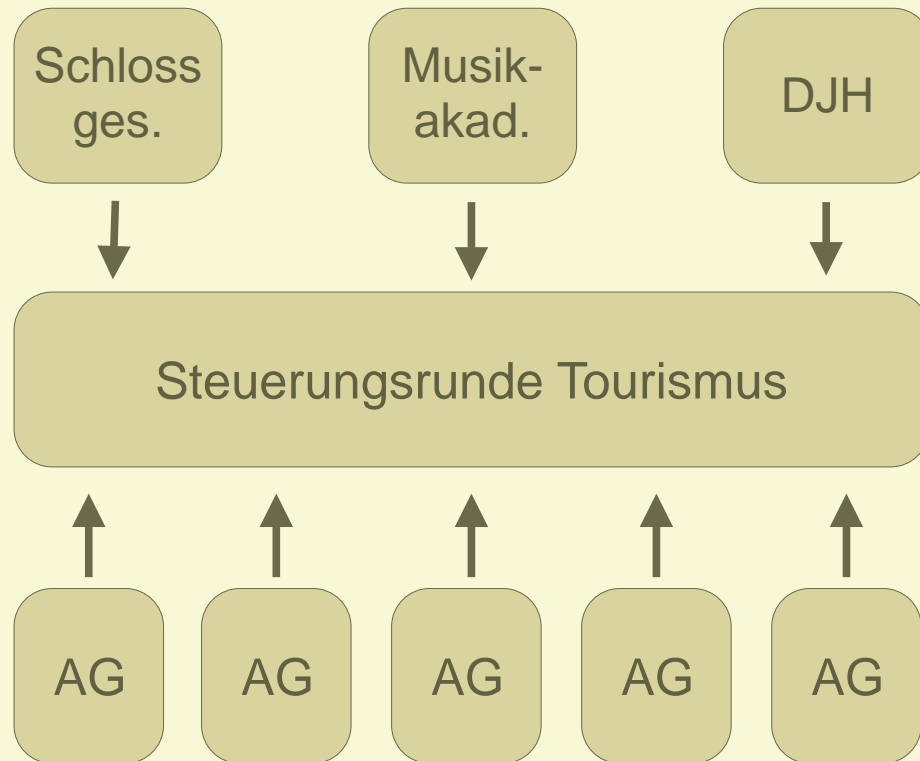 Schloss
ges.
Musik-
akad.
DJH
Steuerungsrunde Tourismus
AG
AG
AG
AG
AG